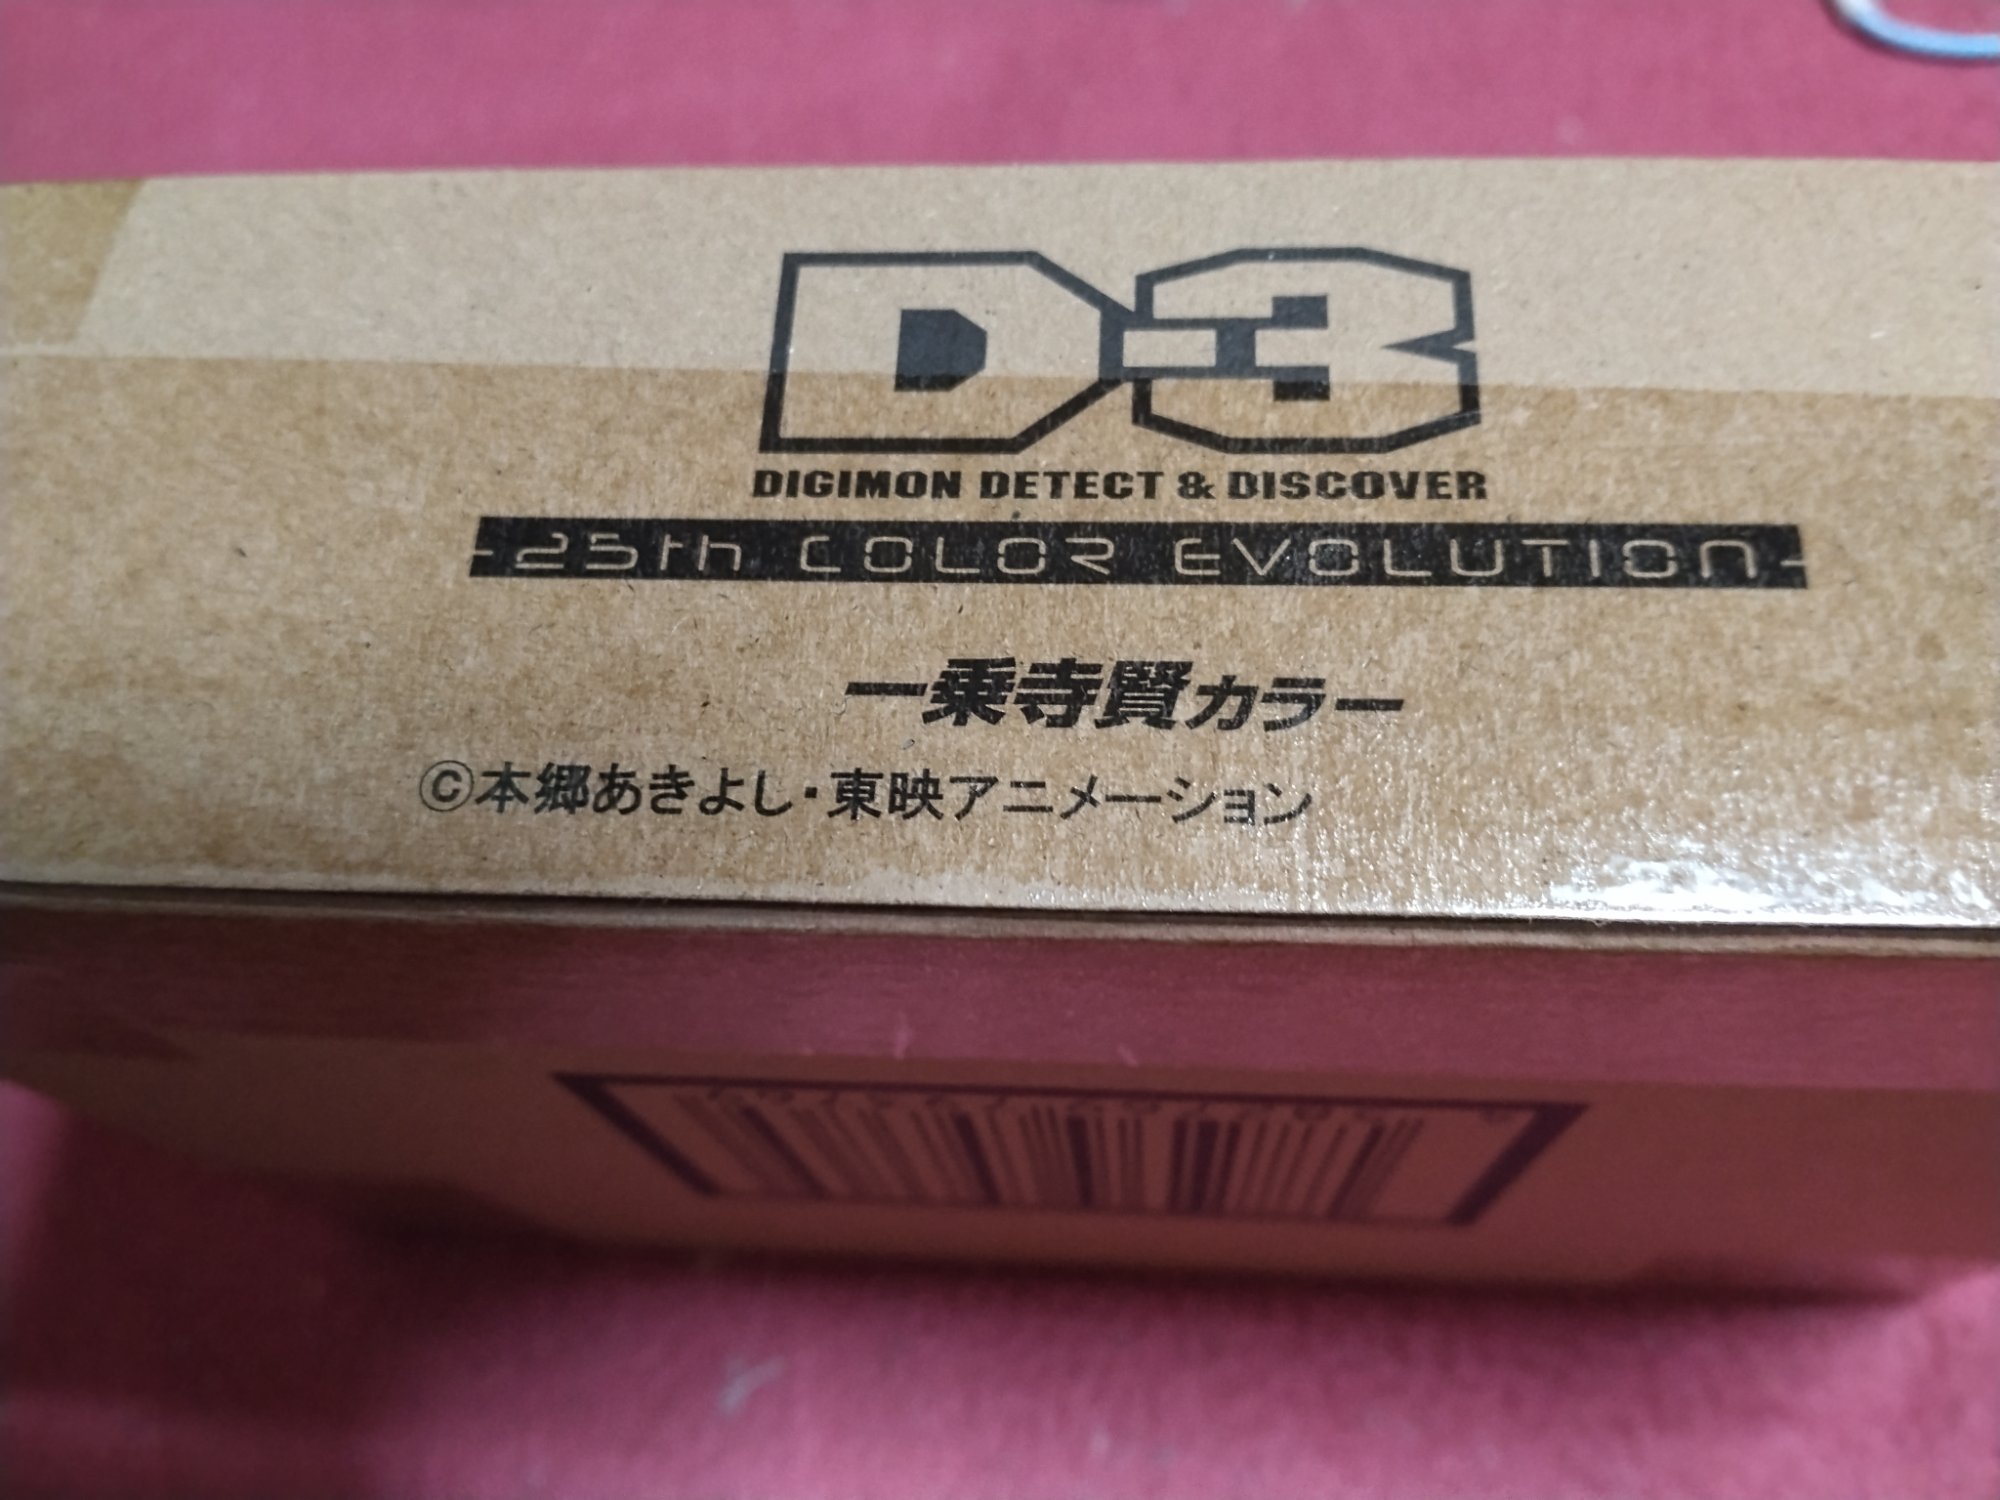 D-3
DIGIMON DETECT & DISCOVER
-25th COLOR EVOLUTION-
一乗寺賢カラー
©本郷あきよし・東映アニメーション